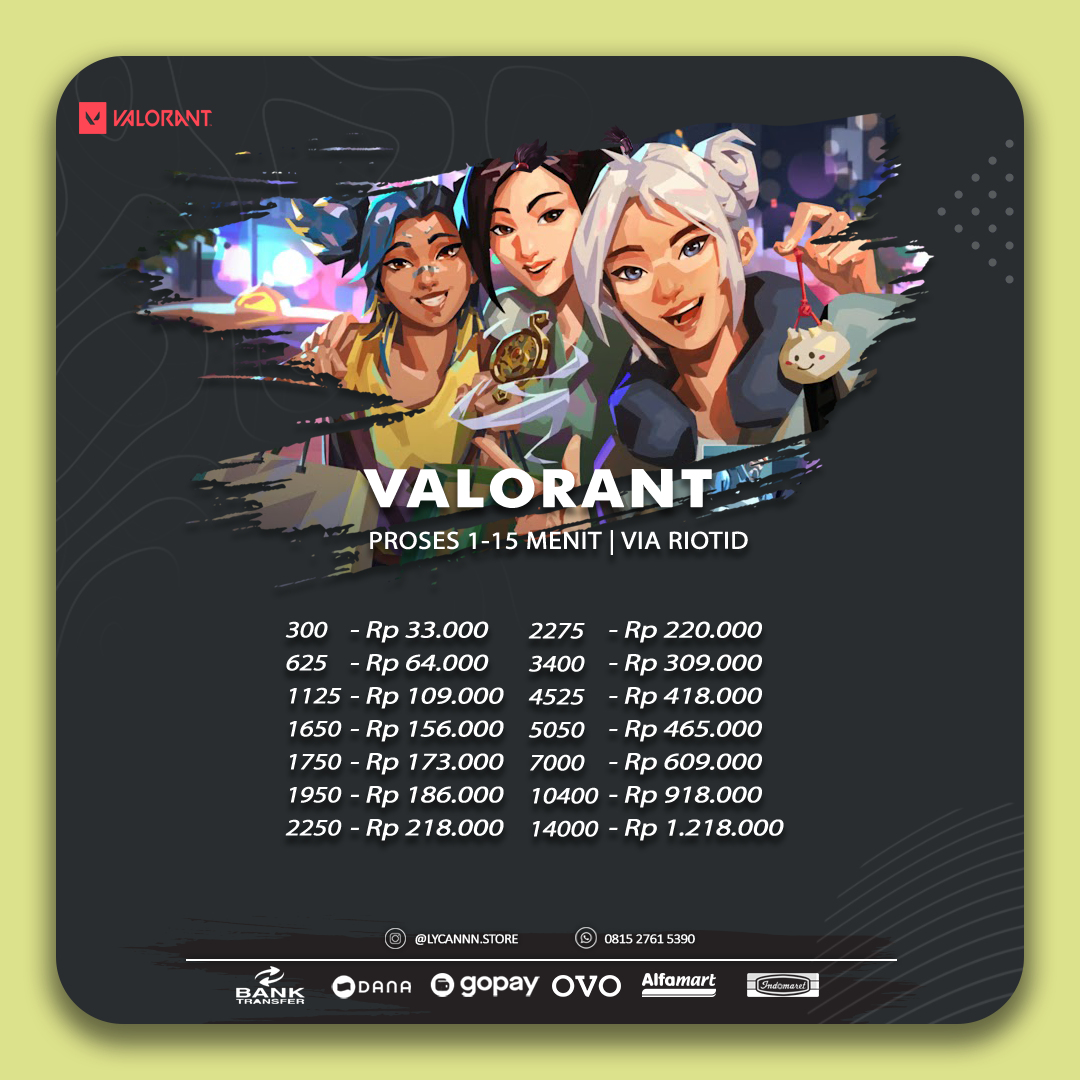 VALORANT
VALORANT
PROSES 1-15 MENIT | VIA RIOTID
300 - Rp 33.000
625 - Rp 64.000
1125 - Rp 109.000
1650 - Rp 156.000
1750 - Rp 173.000
1950 - Rp 186.000
2250 - Rp 218.000
2275 - Rp 220.000
3400 - Rp 309.000
4525 - Rp 418.000
5050 - Rp 465.000
7000 - Rp 609.000
10400 - Rp 918.000
14000 - Rp 1.218.000
@LYCANNN.STORE
0815 2761 5390
BANK
TRANSFER
DANA
gopay
OVO
Alfamart
Indomaret